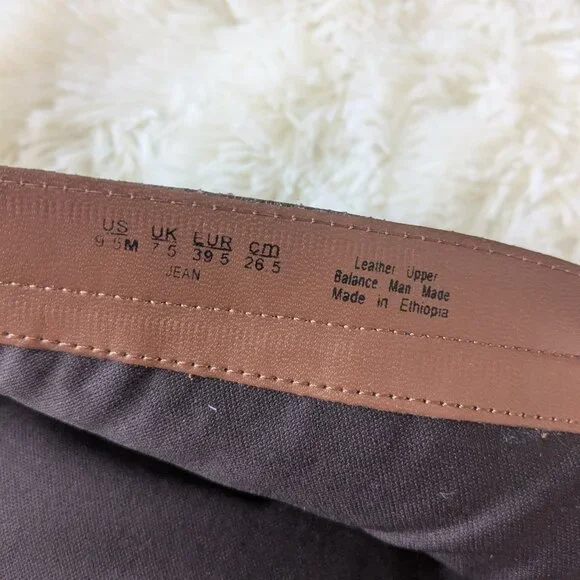 US UK EUR cm
9 5M 7 5 39 5 26 5
JEAN
Leather Upper
Balance Man Made
Made in Ethiopia